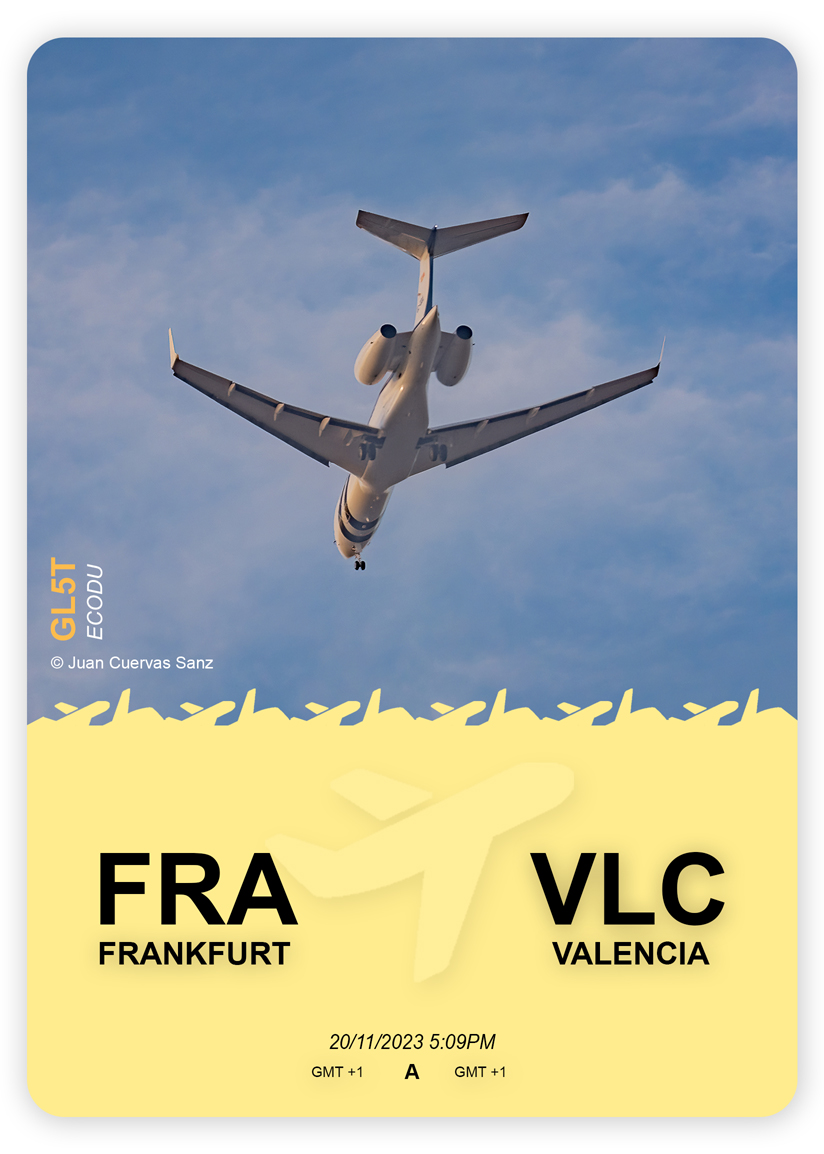 GL5T
ECODU
© Juan Cuervas Sanz
FRA
FRANKFURT
VLC
VALENCIA
20/11/2023 5:09PM
GMT +1 A GMT +1